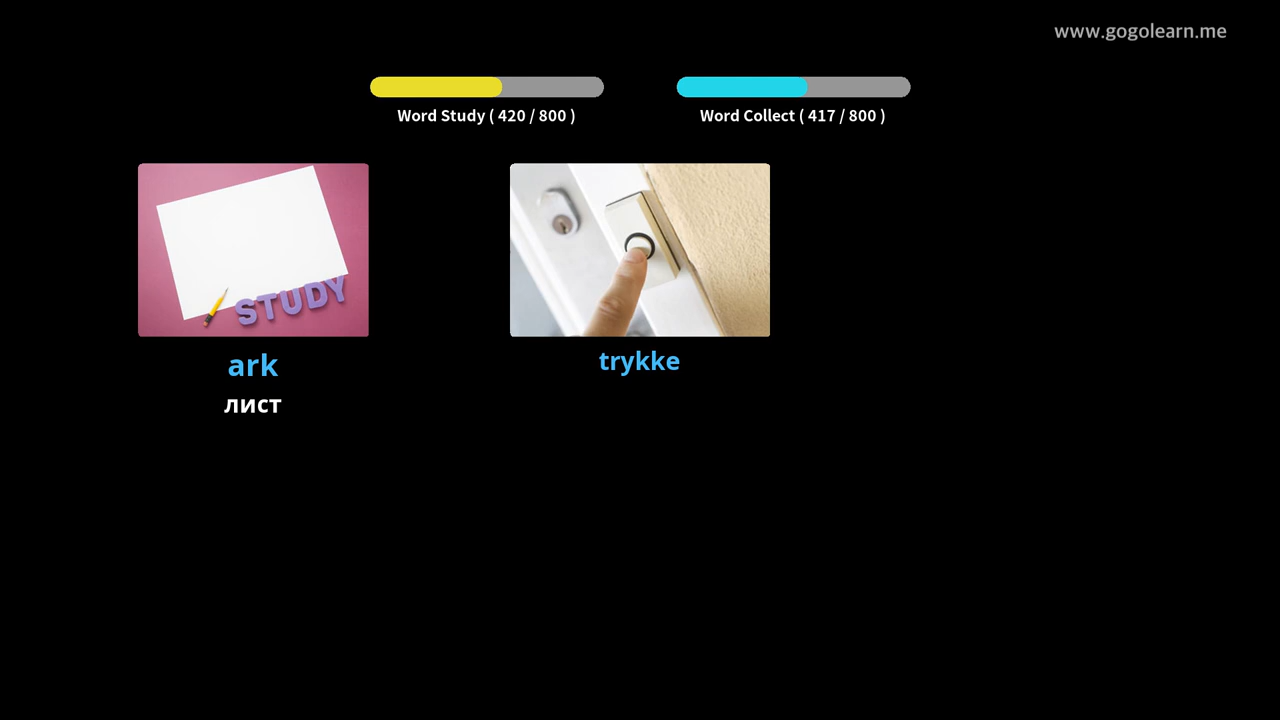 www.gogolearn.me
Word Study ( 420 / 800 )
Word Collect ( 417 / 800 )
STUDY
ark
лист
trykke